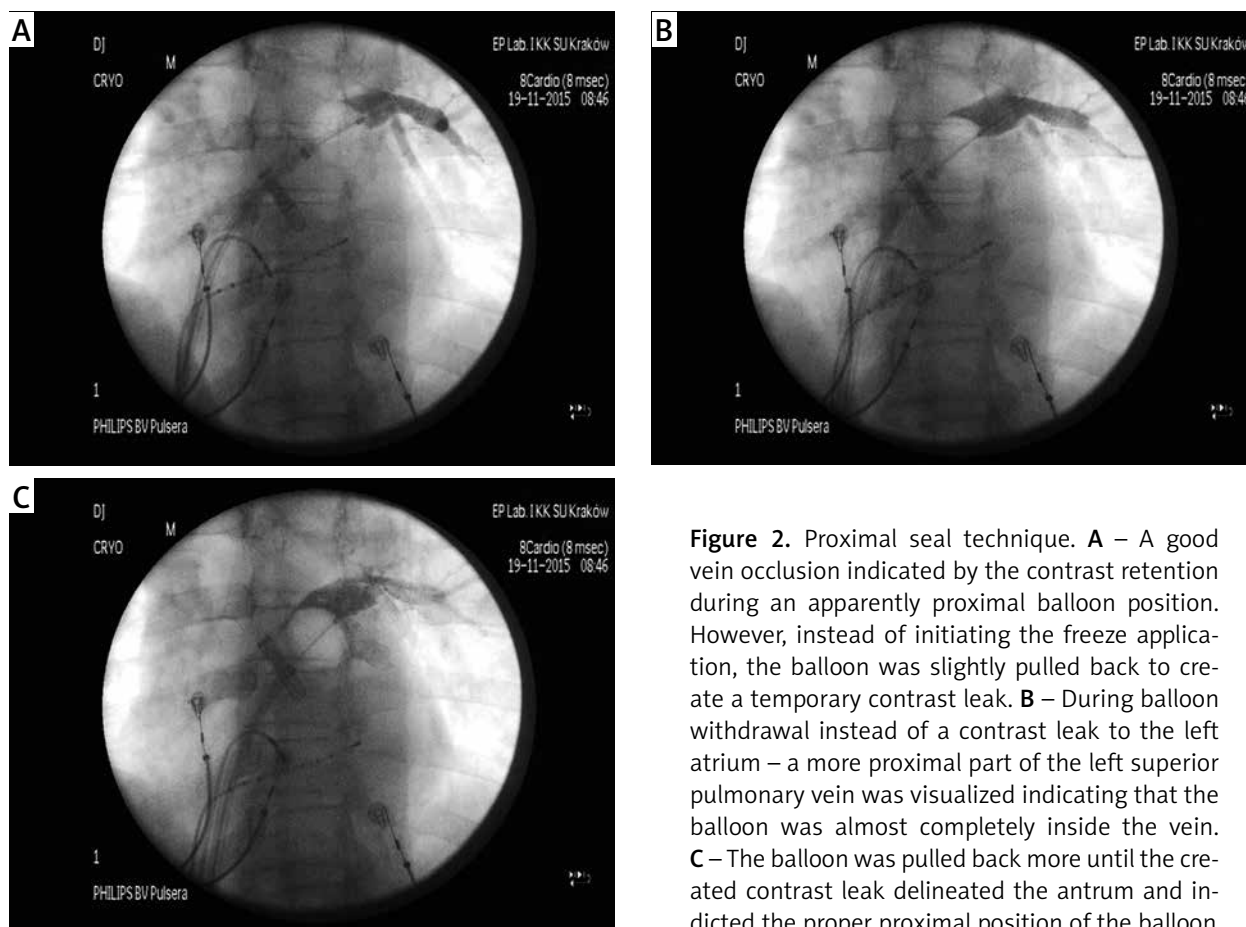 A
DJ
M
CRYO
EP Lab. I KK SU Kraków
8Cardio (8 msec)
19-11-2015 08:46
1
PHILIPS BV Pulsera
B
DJ
M
CRYO
EP Lab. I KK SU Kraków
8Cardio (8 msec)
19-11-2015 08:46
1
PHILIPS BV Pulsera
C
DJ
M
CRYO
EP Lab. I KK SU Kraków
8Cardio (8 msec)
19-11-2015 08:46
1
PHILIPS BV Pulsera
Figure 2. Proximal seal technique. A – A good
vein occlusion indicated by the contrast retention
during an apparently proximal balloon position.
However, instead of initiating the freeze applica-
tion, the balloon was slightly pulled back to cre-
ate a temporary contrast leak. B – During balloon
withdrawal instead of a contrast leak to the left
atrium – a more proximal part of the left superior
pulmonary vein was visualized indicating that the
balloon was almost completely inside the vein.
C – The balloon was pulled back more until the cre-
ated contrast leak delineated the antrum and in-
dicted the proper proximal position of the balloon